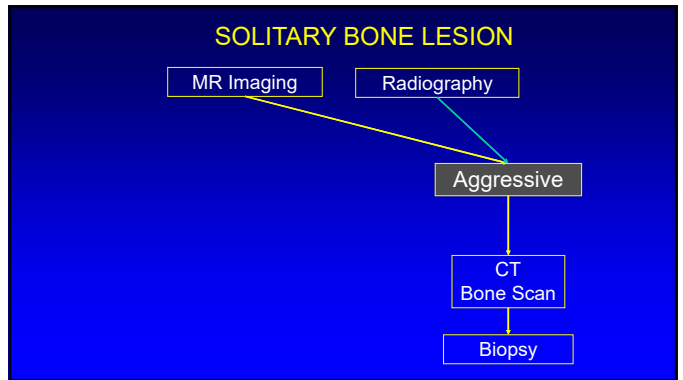 SOLITARY BONE LESION
MR Imaging
Radiography
Aggressive
CT
Bone Scan
Biopsy